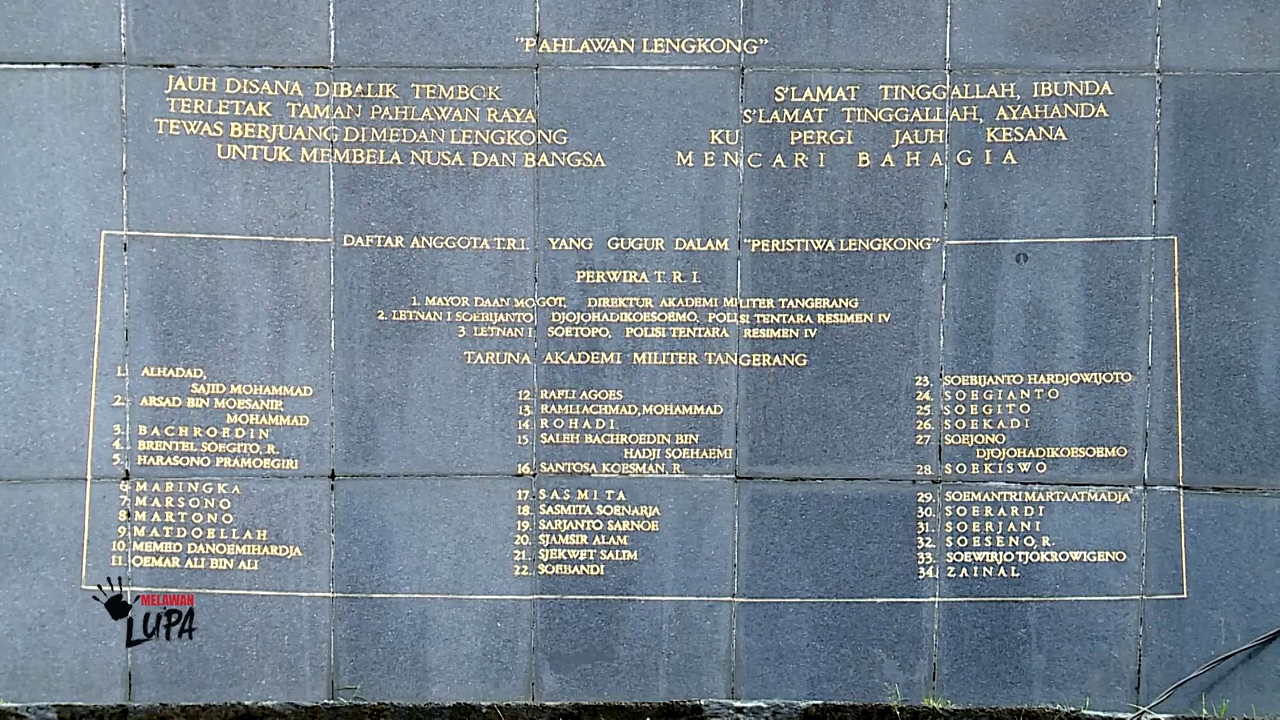 "PAHLAWAN LENGKONG"
JAUH DISANA DIBALIK TEMBOK
TERLETAK TAMAN PAHLAWAN RAYA
TEWAS BERJUANG DI MEDAN LENGKONG
UNTUK MEMBELA NUSA DAN BANGSA
S'LAMAT TINGGALLAH, IBUNDA
S'LAMAT TINGGALLAH, AYAHANDA
KU PERGI JAUH KESANA
MENCARI BAHAGIA
DAFTAR ANGGOTA T.R.I. YANG GUGUR DALAM "PERISTIWA LENGKONG"
PERWIRA T. R. I.
1. MAYOR DAAN MOGOT, DIREKTUR AKADEMI MILITER TANGERANG
2. LETNAN I SOEBIJANTO DJOJOHADIKOESOEMO, POLISI TENTARA RESIMEN IV
3. LETNAN I SOETOPO, POLISI TENTARA RESIMEN IV
TARUNA AKADEMI MILITER TANGERANG
1. ALHADAD,
SAJID MOHAMMAD
2. ARSAD BIN MOESANIP,
MOHAMMAD
3. BACHROEDIN
4. BRENTEL SOEGITO, R.
5. HARASONO PRAMOEGIRI
6. MARINGKA
7. MARSONO
8. MARTONO
9. MATDOELLAH
10. MEMED DANOEMIHARDJA
11. OEMAR ALI BIN ALI
12. RAFLI AGOES
13. RAMLI ACHMAD, MOHAMMAD
14. ROHADI
15. SALEH BACHROEDIN BIN
HADJI SOEHAEMI
16. SANTOSA KOESMAN, R.
17. SASMITA
18. SASMITA SOENARJA
19. SARJANTO SARNOE
20. SJAMSIR ALAM
21. SJEKWET SALIM
22. SOEBANDI
23. SOEBIJANTO HARDJOWIJOTO
24. SOEGIANTO
25. SOEGITO
26. SOEKADI
27. SOEJONO
DJOJOHADIKOESOEMO
28. SOEKISWO
29. SOEMANTRI MARTAATMADJA
30. SOERARDI
31. SOERJANI
32. SOESENO, R.
33. SOEWIRJO TJOKROWIGENO
34. ZAINAL
MELAWAN
LUPA